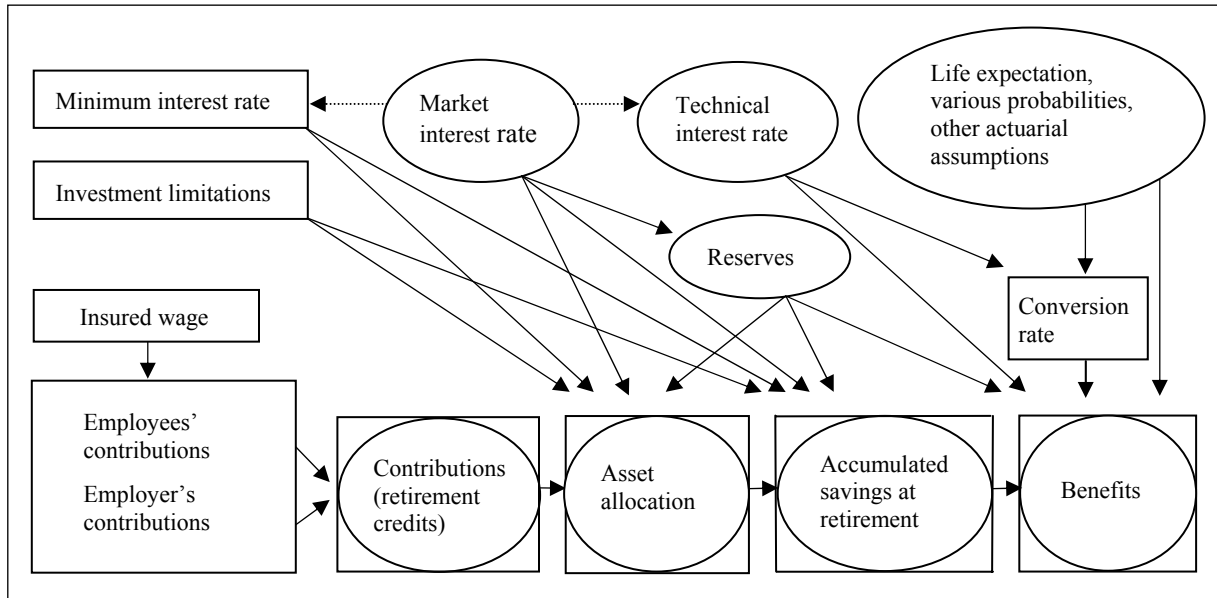 Minimum interest rate
Market
interest rate
Technical
interest rate
Life expectation,
various probabilities,
other actuarial
assumptions
Investment limitations
Reserves
Insured wage
Conversion
rate
Employees’
contributions
Employer’s
contributions
Contributions
(retirement
credits)
Asset
allocation
Accumulated
savings at
retirement
Benefits